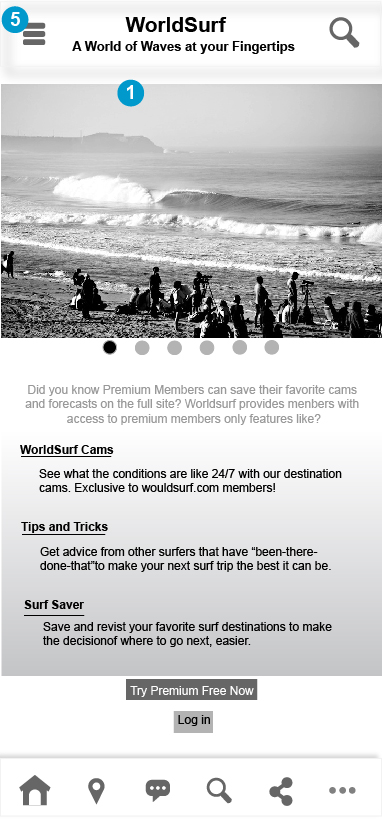 5
WorldSurf
A World of Waves at your Fingertips
1
Did you know Premium Members can save their favorite cams
and forecasts on the full site? Worldsurf provides menbers with
access to premium members only features like?
WorldSurf Cams
See what the conditions are like 24/7 with our destination
cams. Exclusive to wouldsurf.com members!
Tips and Tricks
Get advice from other surfers that have “been-there-
done-that”to make your next surf trip the best it can be.
Surf Saver
Save and revist your favorite surf destinations to make
the decisionof where to go next, easier.
Try Premium Free Now
Log in